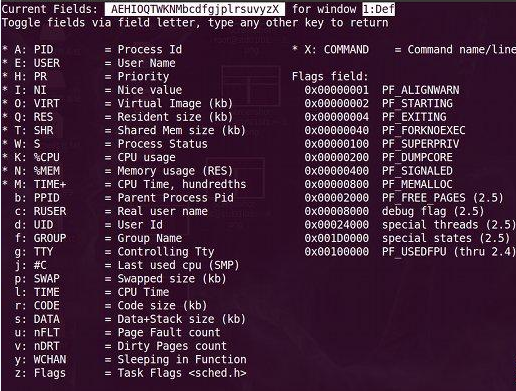 Current Fields:  AEHIOQTWKNMbcdfgjplrsuvyzX  for window 1:Def
Toggle fields via field letter, type any other key to return
* A: PID        = Process Id
* E: USER       = User Name
* H: PR         = Priority
* I: NI         = Nice value
* O: VIRT       = Virtual Image (kb)
* Q: RES        = Resident size (kb)
* T: SHR        = Shared Mem size (kb)
* W: S          = Process Status
* K: %CPU       = CPU usage
* N: %MEM       = Memory usage (RES)
* M: TIME+      = CPU Time, hundredths
  b: PPID       = Parent Process Pid
  c: RUSER      = Real user name
  d: UID        = User Id
  f: GROUP      = Group Name
  g: TTY        = Controlling Tty
  j: #C         = Last used cpu (SMP)
  p: SWAP       = Swapped size (kb)
  l: TIME       = CPU Time
  r: CODE       = Code size (kb)
  s: DATA       = Data+Stack size (kb)
  u: nFLT       = Page Fault count
  v: nDRT       = Dirty Pages count
  y: WCHAN      = Sleeping in Function
  z: Flags      = Task Flags <sched.h>
* X: COMMAND    = Command name/line
Flags field:
  0x00000001  PF_ALIGNWARN
  0x00000002  PF_STARTING
  0x00000004  PF_EXITING
  0x00000040  PF_FORKNOEXEC
  0x00000100  PF_SUPERPRIV
  0x00000200  PF_DUMPCORE
  0x00000400  PF_SIGNALED
  0x00000800  PF_MEMALLOC
  0x00002000  PF_FREE_PAGES (2.5)
  0x00008000  debug flag (2.5)
  0x00024000  special threads (2.5)
  0x001D0000  special states (2.5)
  0x00100000  PF_USEDFPU (thru 2.4)